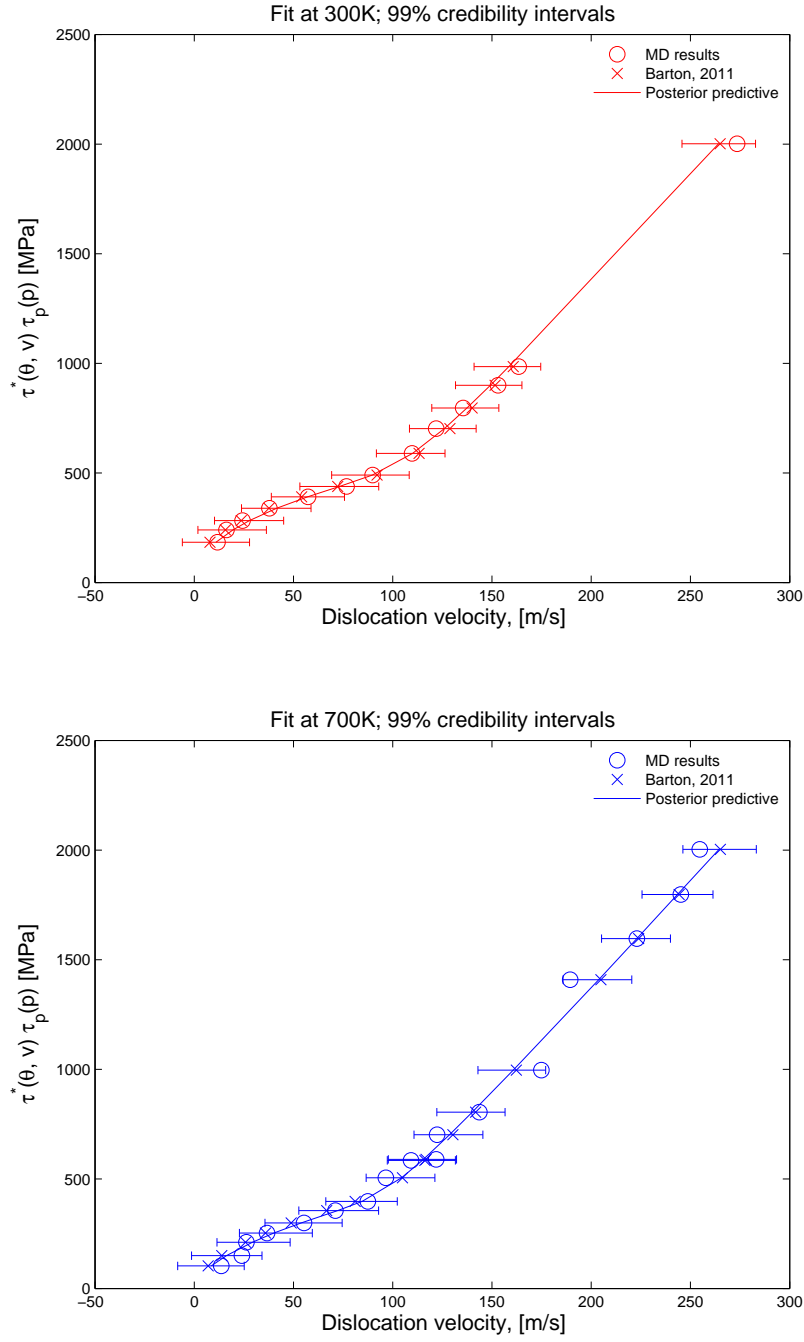 Fit at 300K; 99% credibility intervals
2500
2000
1500
1000
500
0
τ*(θ, v) τp(p) [MPa]
MD results
Barton, 2011
Posterior predictive
−50 0 50 100 150 200 250 300
Dislocation velocity, [m/s]
Fit at 700K; 99% credibility intervals
2500
2000
1500
1000
500
0
τ*(θ, v) τp(p) [MPa]
MD results
Barton, 2011
Posterior predictive
−50 0 50 100 150 200 250 300
Dislocation velocity, [m/s]